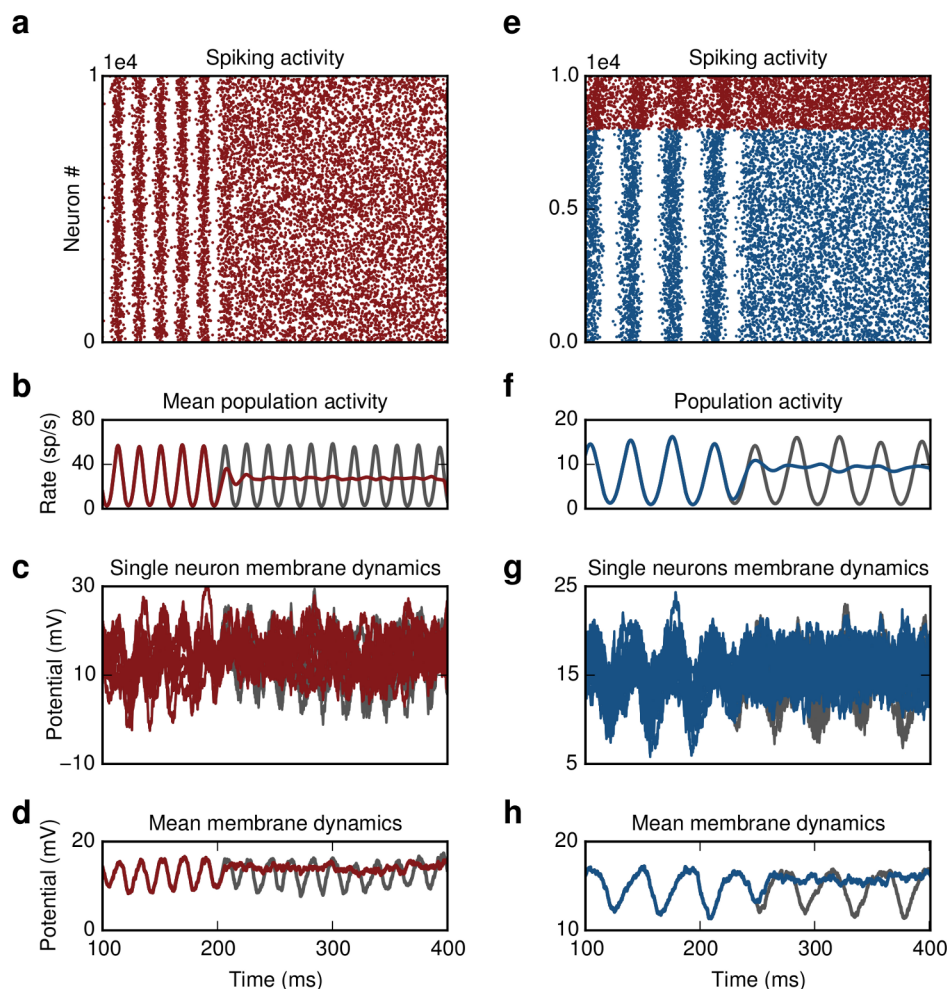 a
Spiking activity
1e4
1
0
Neuron #
b
Mean population activity
80
40
0
Rate (sp/s)
c
Single neuron membrane dynamics
30
10
−10
Potential (mV)
d
Mean membrane dynamics
20
0
Potential (mV)
100
200
300
400
Time (ms)
e
Spiking activity
1e4
1.0
0.5
0.0
f
Population activity
20
10
0
g
Single neurons membrane dynamics
25
15
5
h
Mean membrane dynamics
20
10
100
200
300
400
Time (ms)